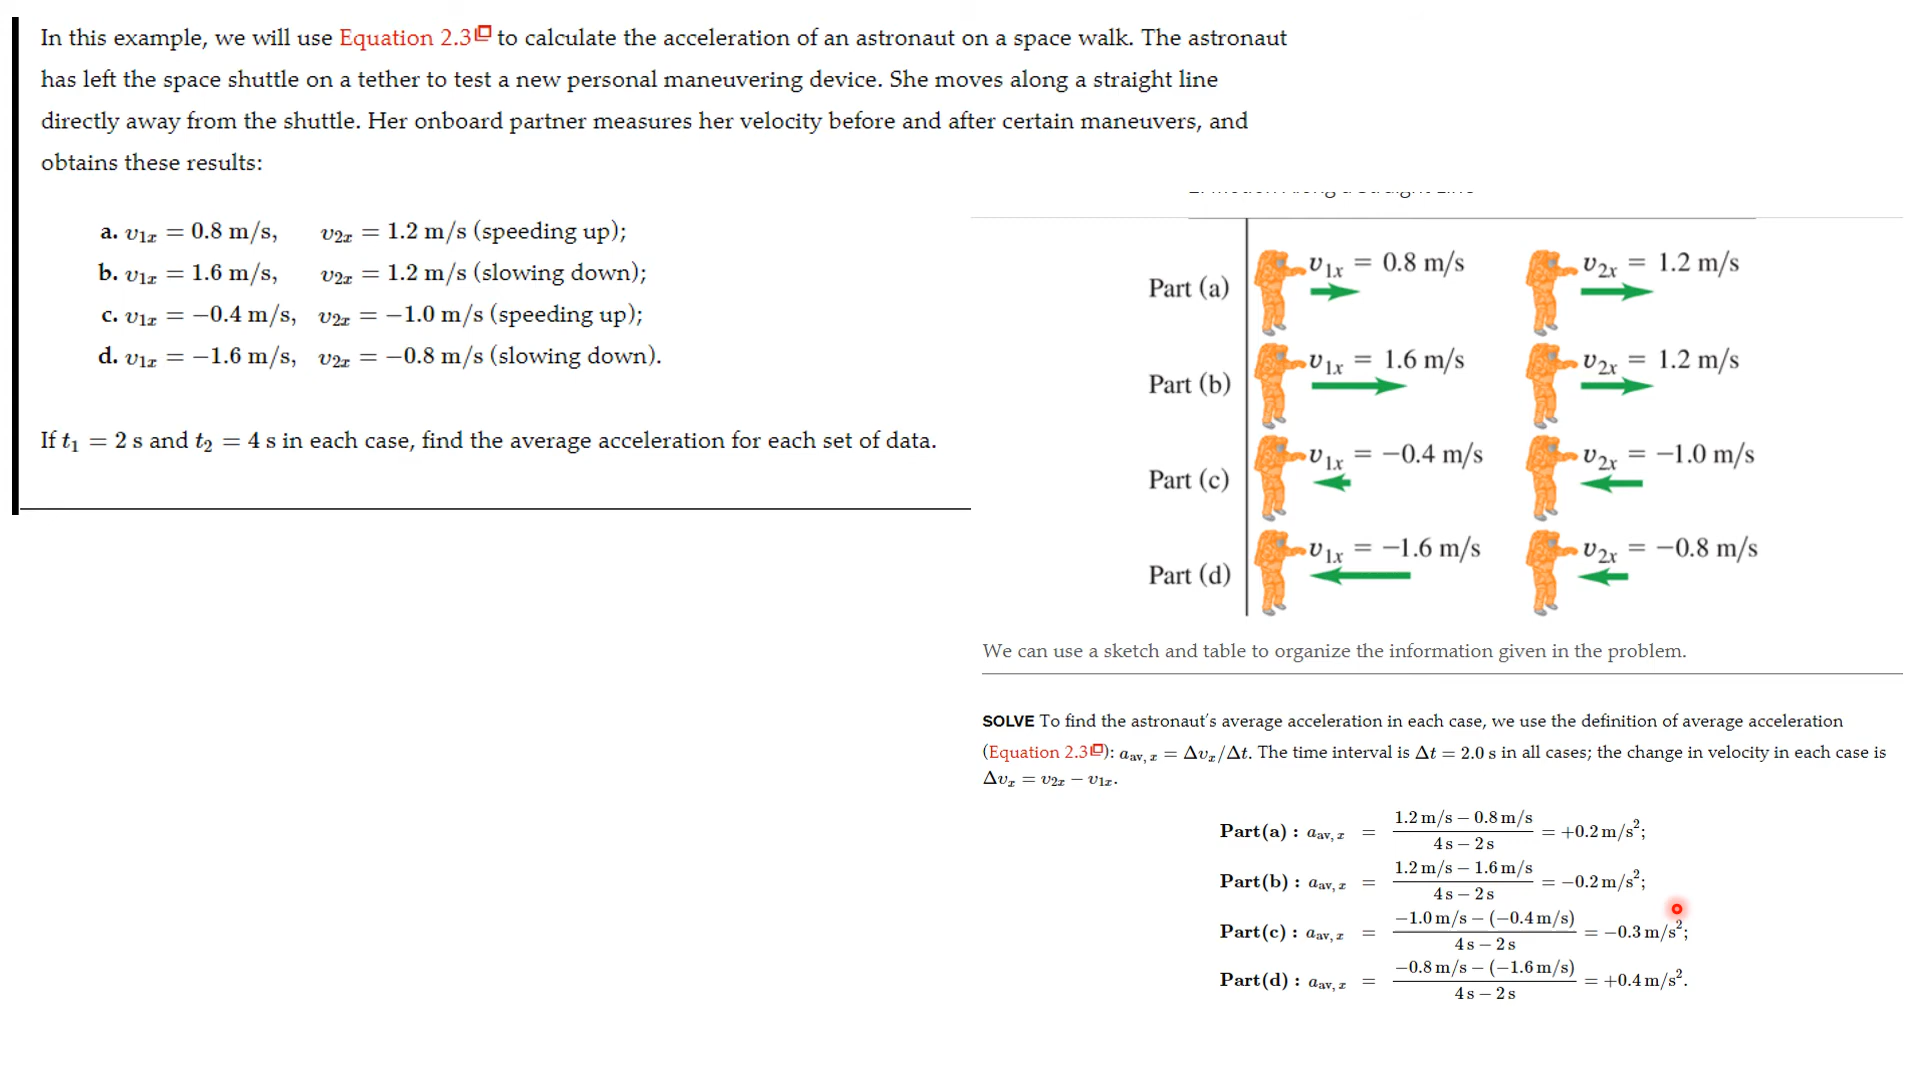 In this example, we will use Equation 2.3 to calculate the acceleration of an astronaut on a space walk. The astronaut
has left the space shuttle on a tether to test a new personal maneuvering device. She moves along a straight line
directly away from the shuttle. Her onboard partner measures her velocity before and after certain maneuvers, and
obtains these results:
a. v1x = 0.8 m/s, v2x = 1.2 m/s (speeding up);
b. v1x = 1.6 m/s, v2x = 1.2 m/s (slowing down);
c. v1x = −0.4 m/s, v2x = −1.0 m/s (speeding up);
d. v1x = −1.6 m/s, v2x = −0.8 m/s (slowing down).
If t1 = 2 s and t2 = 4 s in each case, find the average acceleration for each set of data.
Part (a) v1x = 0.8 m/s v2x = 1.2 m/s
Part (b) v1x = 1.6 m/s v2x = 1.2 m/s
Part (c) v1x = −0.4 m/s v2x = −1.0 m/s
Part (d) v1x = −1.6 m/s v2x = −0.8 m/s
We can use a sketch and table to organize the information given in the problem.
SOLVE To find the astronaut's average acceleration in each case, we use the definition of average acceleration
(Equation 2.3): aav, x = Δvx/Δt. The time interval is Δt = 2.0 s in all cases; the change in velocity in each case is
Δvx = v2x − v1x.
Part(a) : aav, x = (1.2 m/s − 0.8 m/s)/(4 s − 2 s) = +0.2 m/s²;
Part(b) : aav, x = (1.2 m/s − 1.6 m/s)/(4 s − 2 s) = −0.2 m/s²;
Part(c) : aav, x = (−1.0 m/s − (−0.4 m/s))/(4 s − 2 s) = −0.3 m/s²;
Part(d) : aav, x = (−0.8 m/s − (−1.6 m/s))/(4 s − 2 s) = +0.4 m/s².